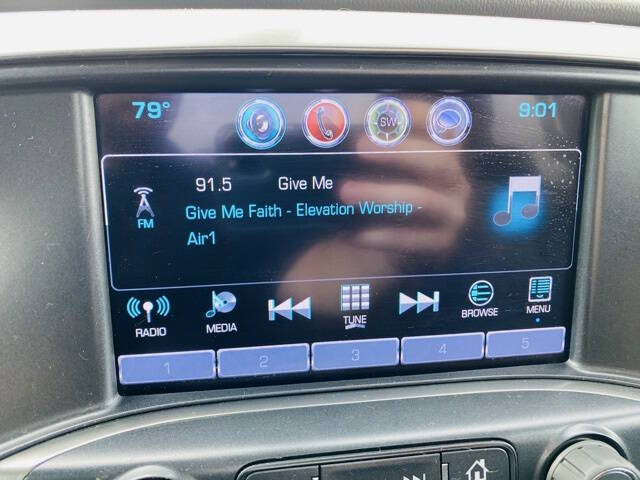 79°
SW
9:01
91.5 Give Me
FM
Give Me Faith - Elevation Worship -
Air1
RADIO
MEDIA
TUNE
BROWSE
MENU
1 2 3 4 5